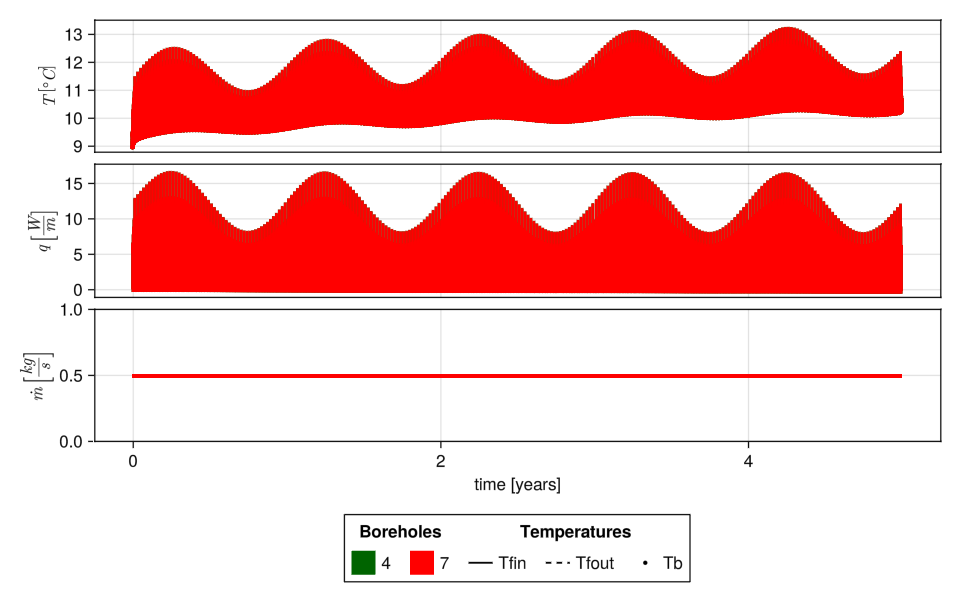 13
12
11
10
9
T [°C]
15
10
5
0
q [W/m]
1.0
0.5
0.0
ṁ [kg/s]
0 2 4
time [years]
Boreholes Temperatures
4 7 Tfin Tfout Tb